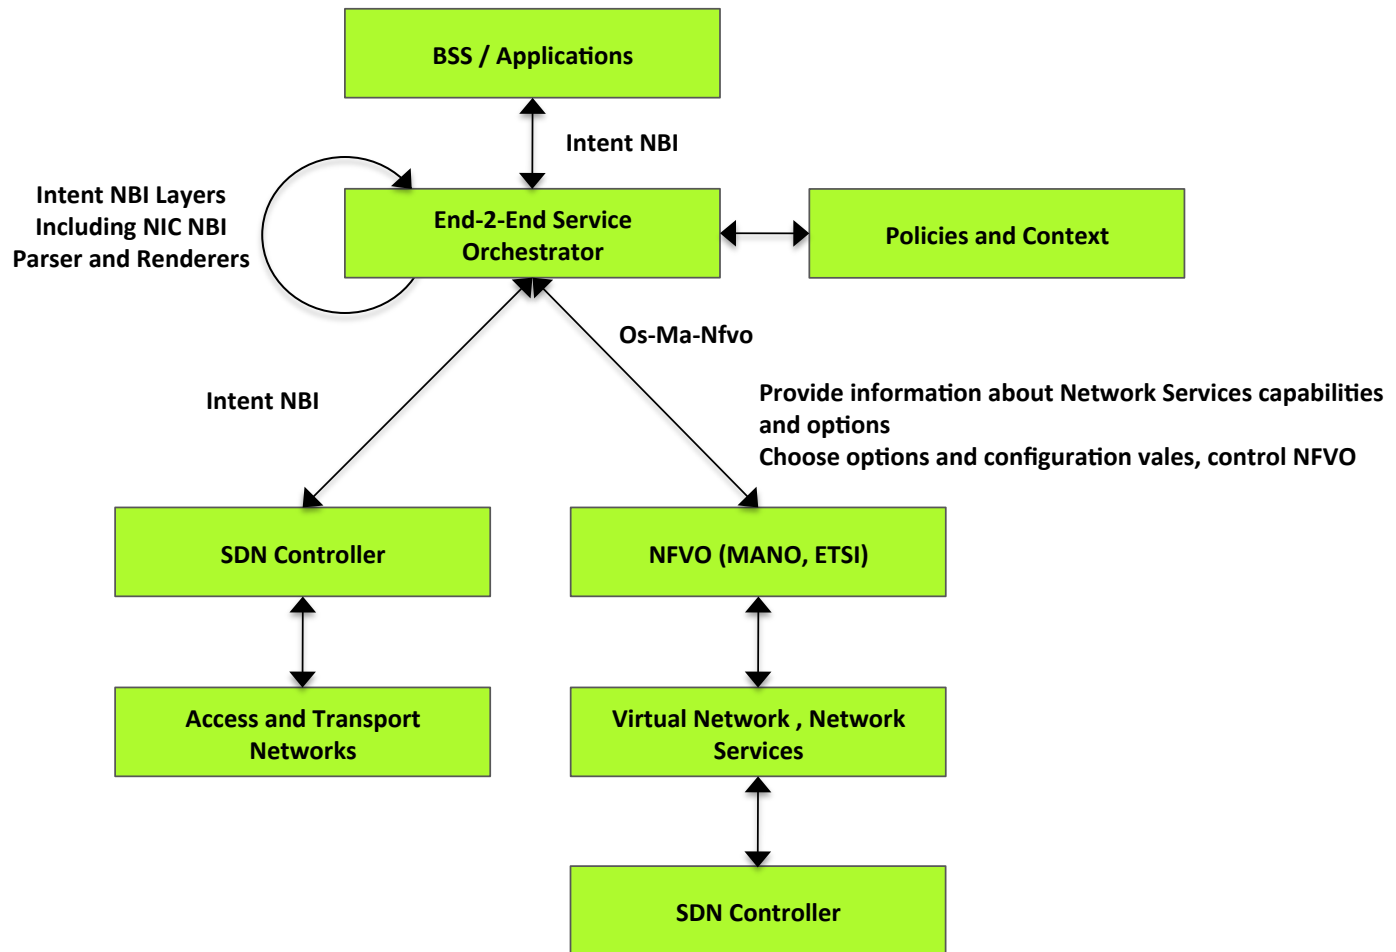 BSS / Applications
Intent NBI
Intent NBI Layers
Including NIC NBI
Parser and Renderers
End-2-End Service
Orchestrator
Policies and Context
Os-Ma-Nfvo
Intent NBI
Provide information about Network Services capabilities
and options
Choose options and configuration vales, control NFVO
SDN Controller
NFVO (MANO, ETSI)
Access and Transport
Networks
Virtual Network , Network
Services
SDN Controller